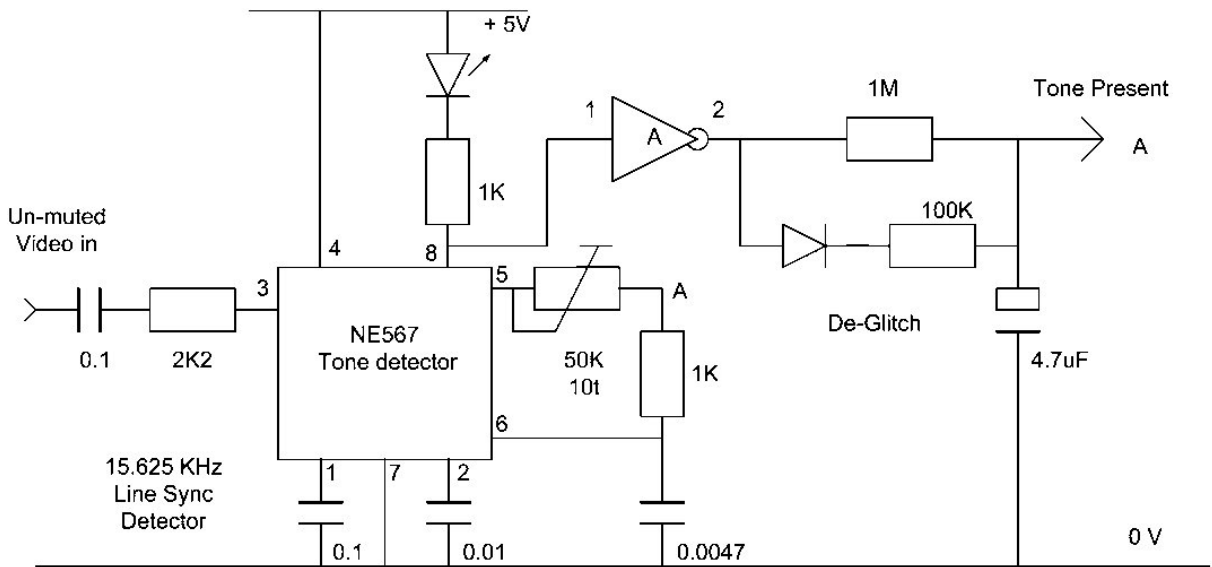 + 5V
1
A
2
1M
Tone Present
A
1K
100K
Un-muted
Video in
4
8
5
A
3
NE567
Tone detector
De-Glitch
0.1
2K2
50K
10t
1K
4.7uF
6
15.625 KHz
Line Sync
Detector
1
7
2
0.1
0.01
0.0047
0 V